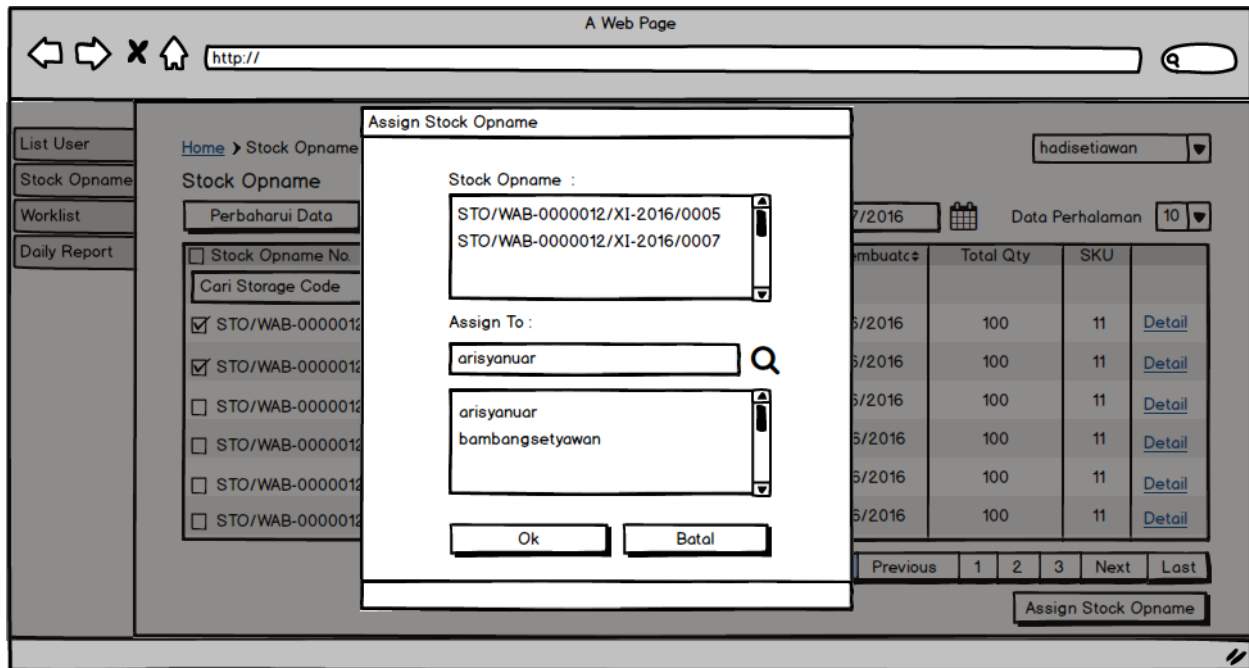 A Web Page
http://
List User
Stock Opname
Worklist
Daily Report
Home > Stock Opname
hadisetiawan
Stock Opname
Perbaharui Data
7/2016
Data Perhalaman 10
Stock Opname No. Total Qty SKU
Cari Storage Code
STO/WAB-0000012 6/2016 100 11 Detail
STO/WAB-0000012 6/2016 100 11 Detail
STO/WAB-0000012 6/2016 100 11 Detail
STO/WAB-0000012 6/2016 100 11 Detail
STO/WAB-0000012 6/2016 100 11 Detail
STO/WAB-0000012 6/2016 100 11 Detail
Previous 1 2 3 Next Last
Assign Stock Opname
Assign Stock Opname
Stock Opname :
STO/WAB-0000012/XI-2016/0005
STO/WAB-0000012/XI-2016/0007
Assign To :
arisyanuar
arisyanuar
bambangsetyawan
Ok Batal